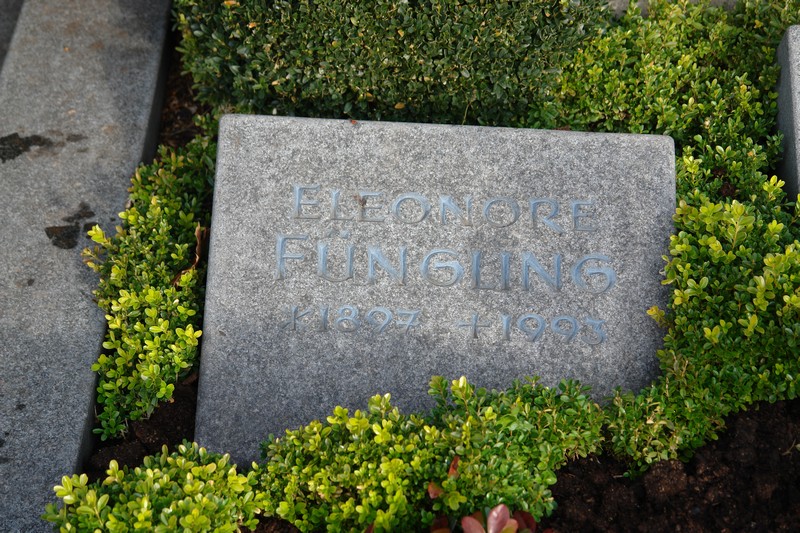 ELEONORE
FÜNGLING
*1897 +1993